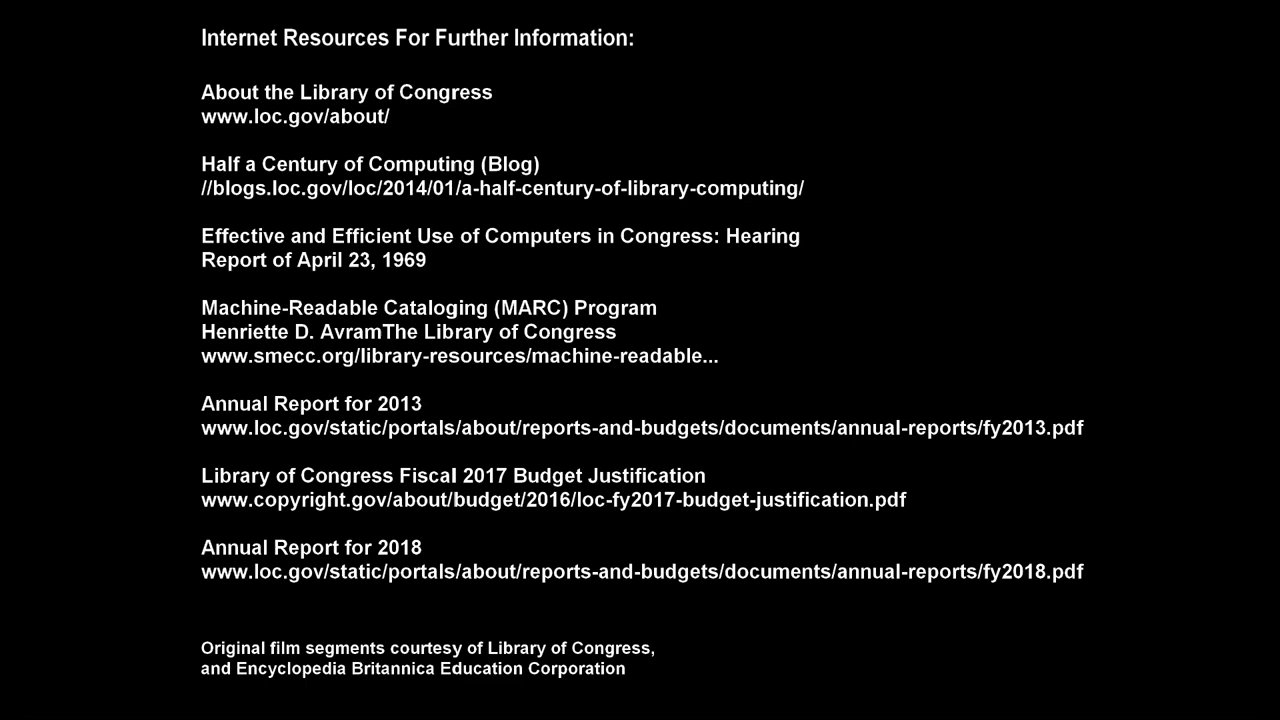 Internet Resources For Further Information:
About the Library of Congress
www.loc.gov/about/
Half a Century of Computing (Blog)
//blogs.loc.gov/loc/2014/01/a-half-century-of-library-computing/
Effective and Efficient Use of Computers in Congress: Hearing
Report of April 23, 1969
Machine-Readable Cataloging (MARC) Program
Henriette D. AvramThe Library of Congress
www.smecc.org/library-resources/machine-readable...
Annual Report for 2013
www.loc.gov/static/portals/about/reports-and-budgets/documents/annual-reports/fy2013.pdf
Library of Congress Fiscal 2017 Budget Justification
www.copyright.gov/about/budget/2016/loc-fy2017-budget-justification.pdf
Annual Report for 2018
www.loc.gov/static/portals/about/reports-and-budgets/documents/annual-reports/fy2018.pdf
Original film segments courtesy of Library of Congress,
and Encyclopedia Britannica Education Corporation